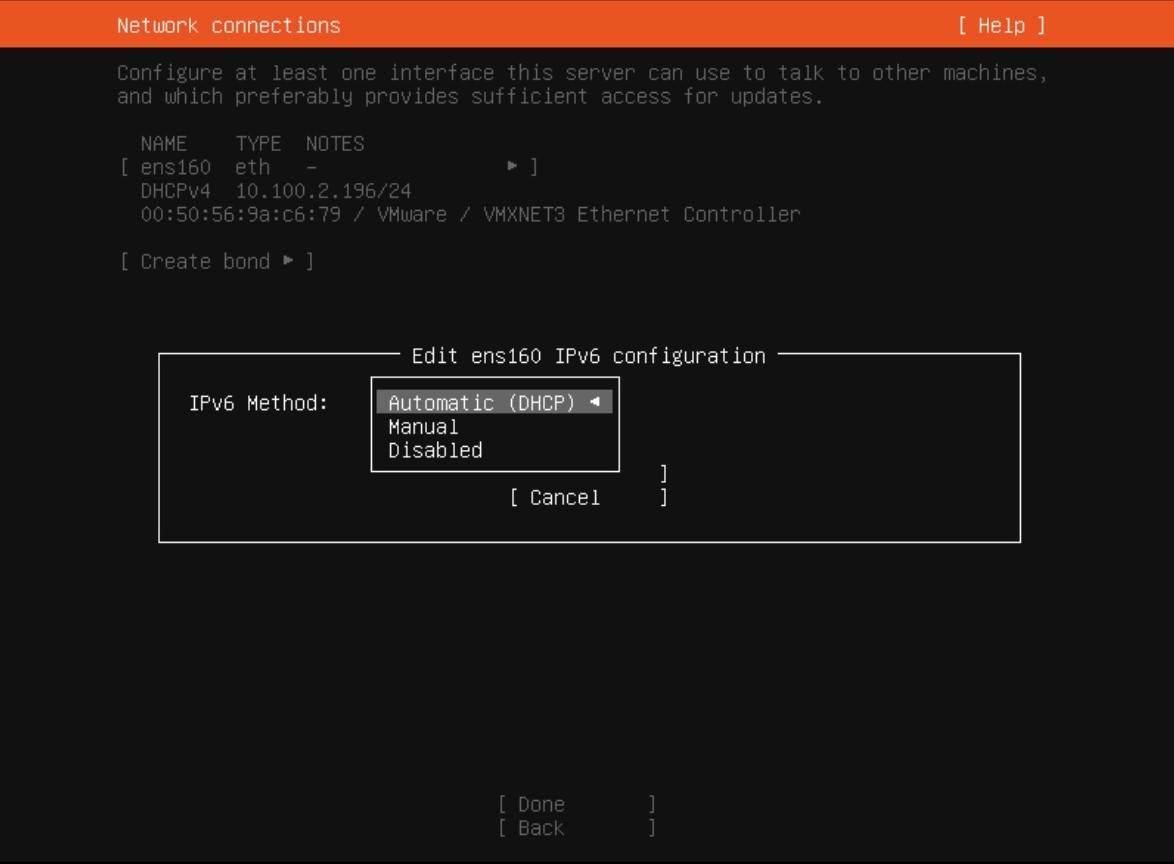 Network connections [ Help ]
Configure at least one interface this server can use to talk to other machines,
and which preferably provides sufficient access for updates.
NAME TYPE NOTES
[ ens160 eth - ▸ ]
DHCPv4 10.100.2.196/24
00:50:56:9a:c6:79 / VMware / VMXNET3 Ethernet Controller
[ Create bond ▸ ]
Edit ens160 IPv6 configuration
IPv6 Method: Automatic (DHCP) ◂
Manual
Disabled
]
[ Cancel ]
[ Done ]
[ Back ]